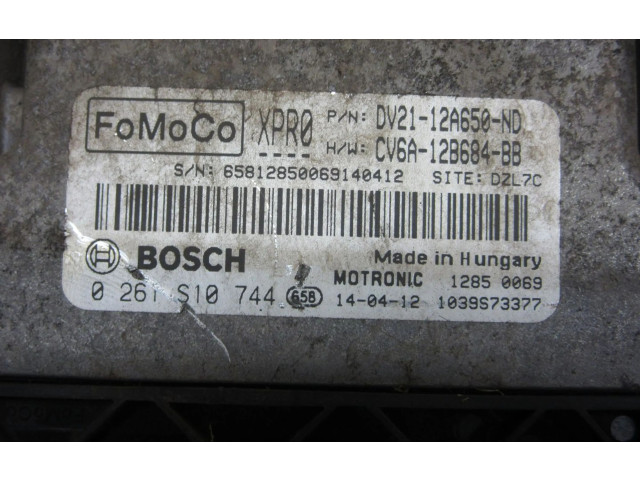 FoMoCo XPR0 P/N: DV21-12A650-ND
H/W: CV6A-12B684-BB
S/N: 65812850069140412 SITE: DZL7C
BOSCH Made in Hungary
MOTRONIC 1285 0069
0 261 S10 744 658 14-04-12 1039S73377